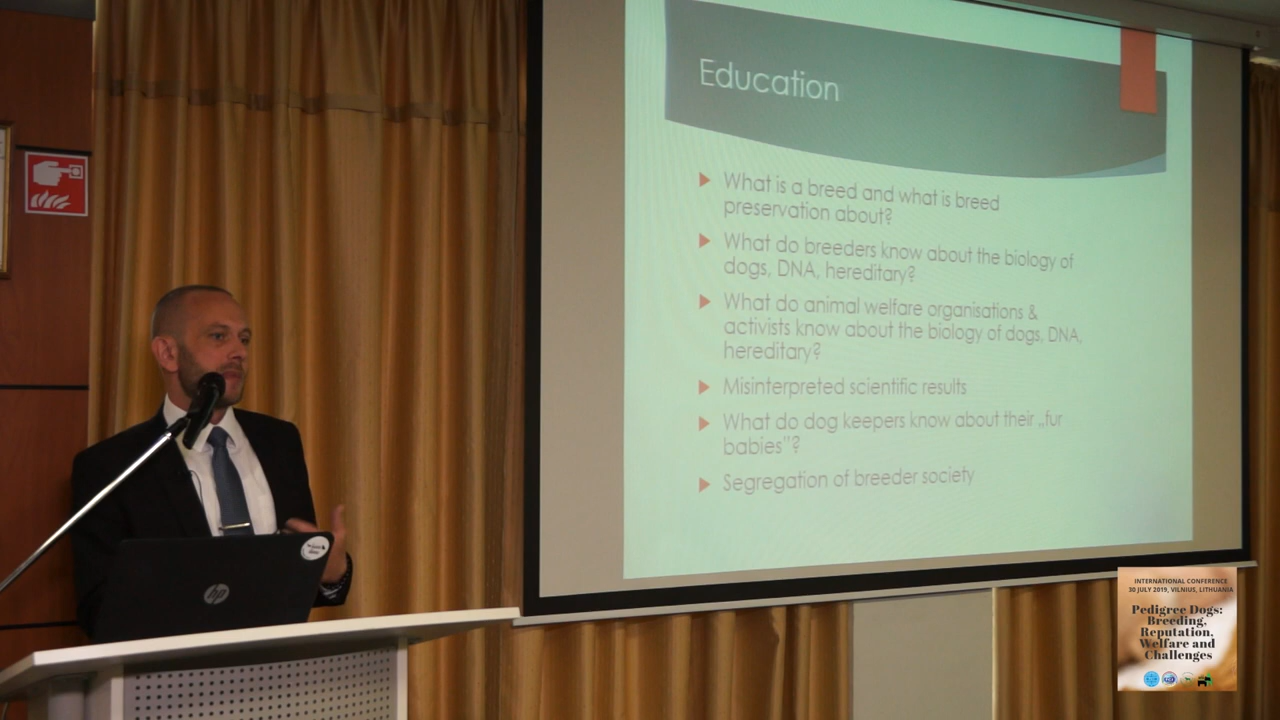 Education
What is a breed and what is breed
preservation about?
What do breeders know about the biology of
dogs, DNA, hereditary?
What do animal welfare organisations &
activists know about the biology of dogs, DNA,
hereditary?
Misinterpreted scientific results
What do dog keepers know about their „fur
babies"?
Segregation of breeder society
hp
INTERNATIONAL CONFERENCE
30 JULY 2019, VILNIUS, LITHUANIA
Pedigree Dogs:
Breeding,
Reputation,
Welfare and
Challenges